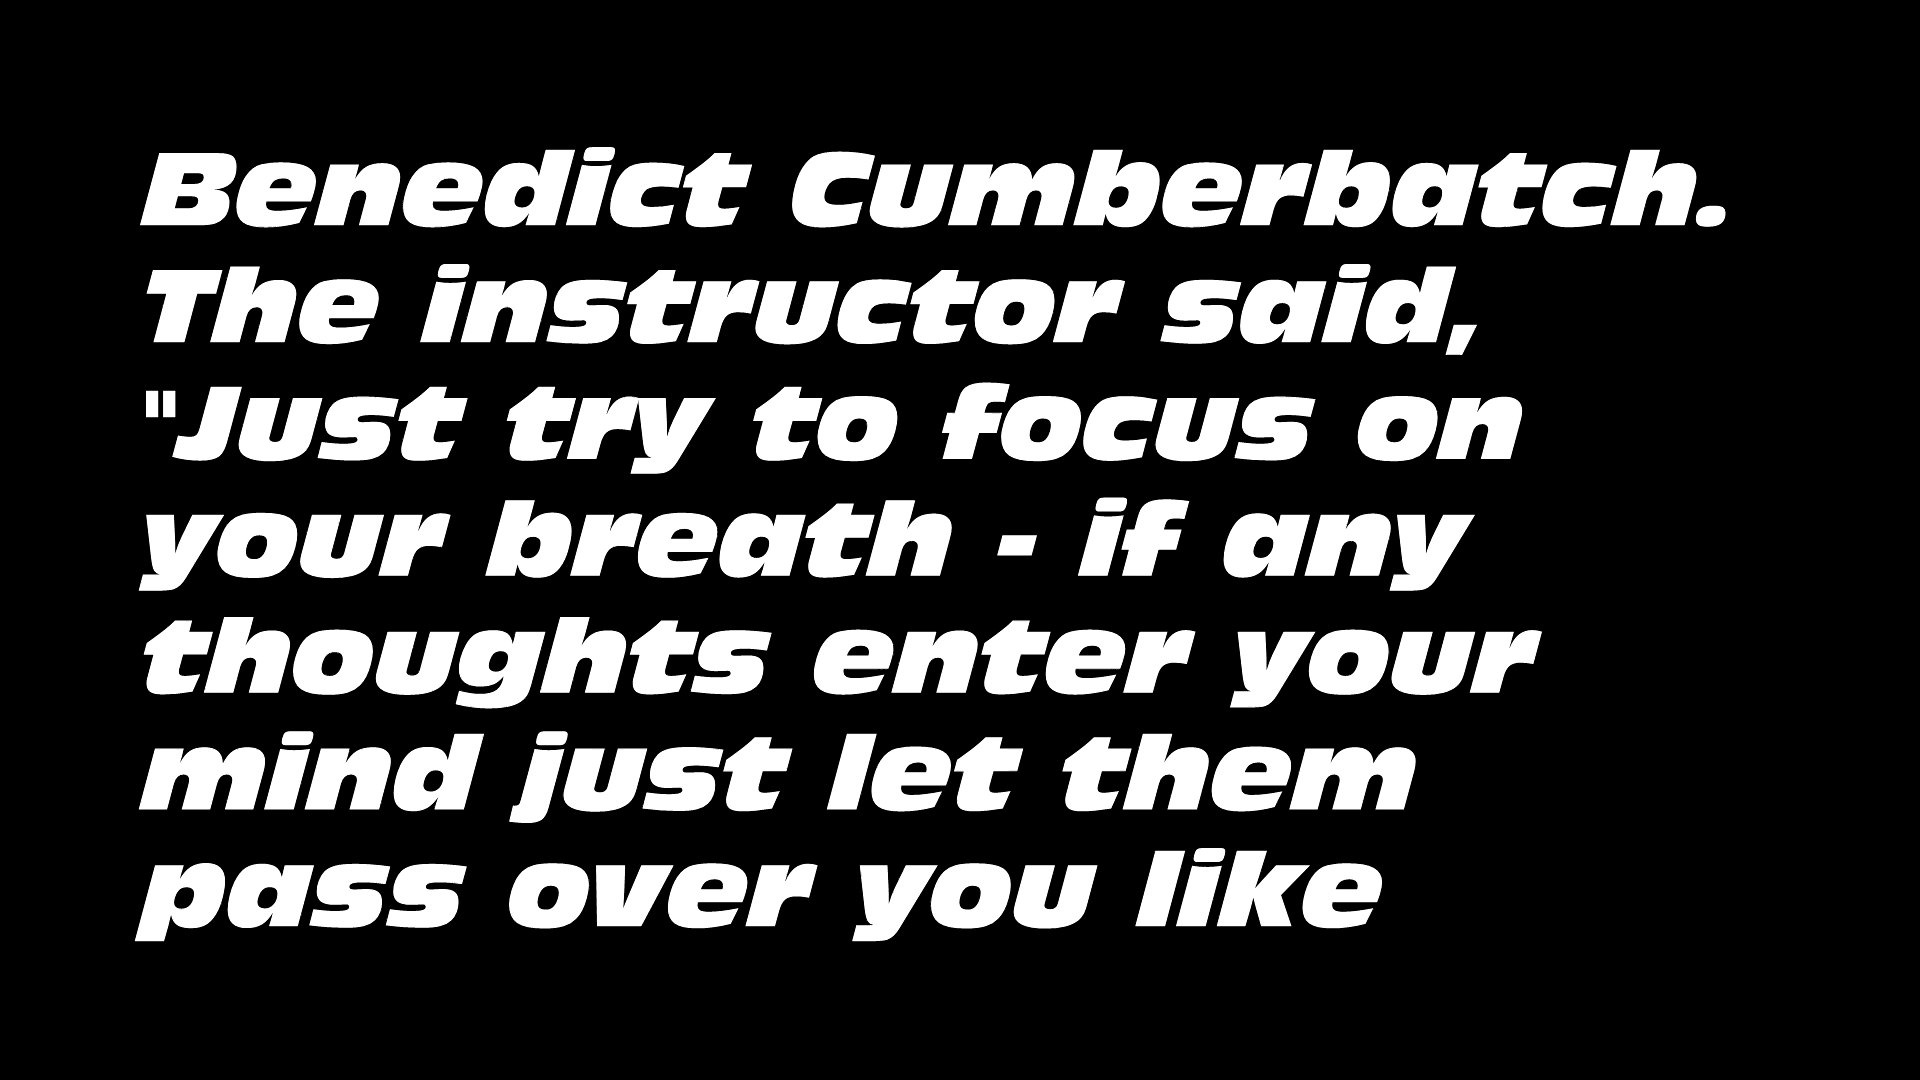 Benedict Cumberbatch.
The instructor said,
"Just try to focus on
your breath - if any
thoughts enter your
mind just let them
pass over you like